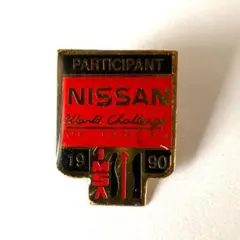 PARTICIPANT
NISSAN
World Challenge
19 90
IMSA